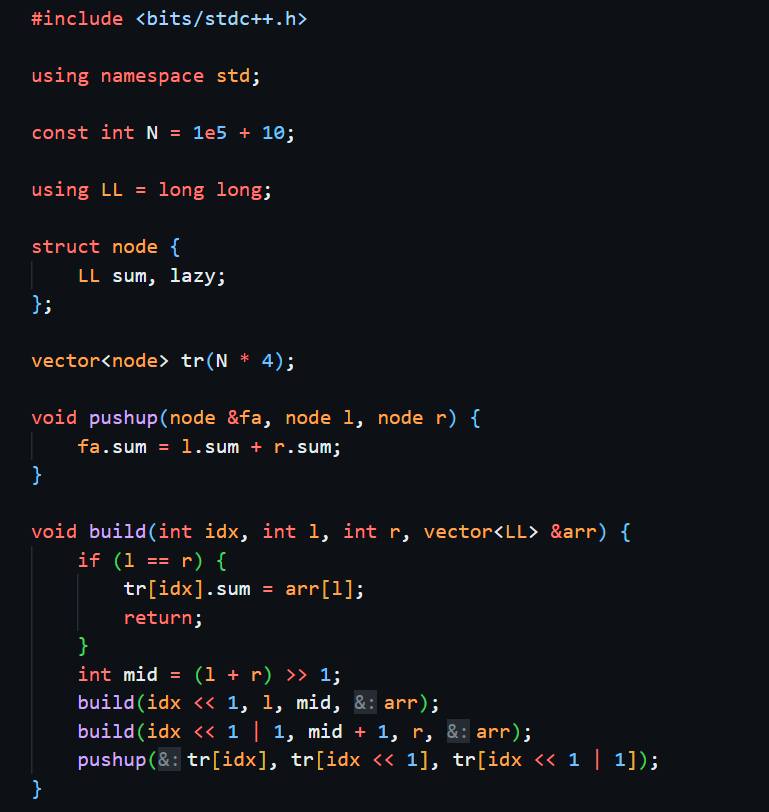 #include <bits/stdc++.h>
using namespace std;
const int N = 1e5 + 10;
using LL = long long;
struct node {
LL sum, lazy;
};
vector<node> tr(N * 4);
void pushup(node &fa, node l, node r) {
fa.sum = l.sum + r.sum;
}
void build(int idx, int l, int r, vector<LL> &arr) {
if (l == r) {
tr[idx].sum = arr[l];
return;
}
int mid = (l + r) >> 1;
build(idx << 1, l, mid, &: arr);
build(idx << 1 | 1, mid + 1, r, &: arr);
pushup(&: tr[idx], tr[idx << 1], tr[idx << 1 | 1]);
}